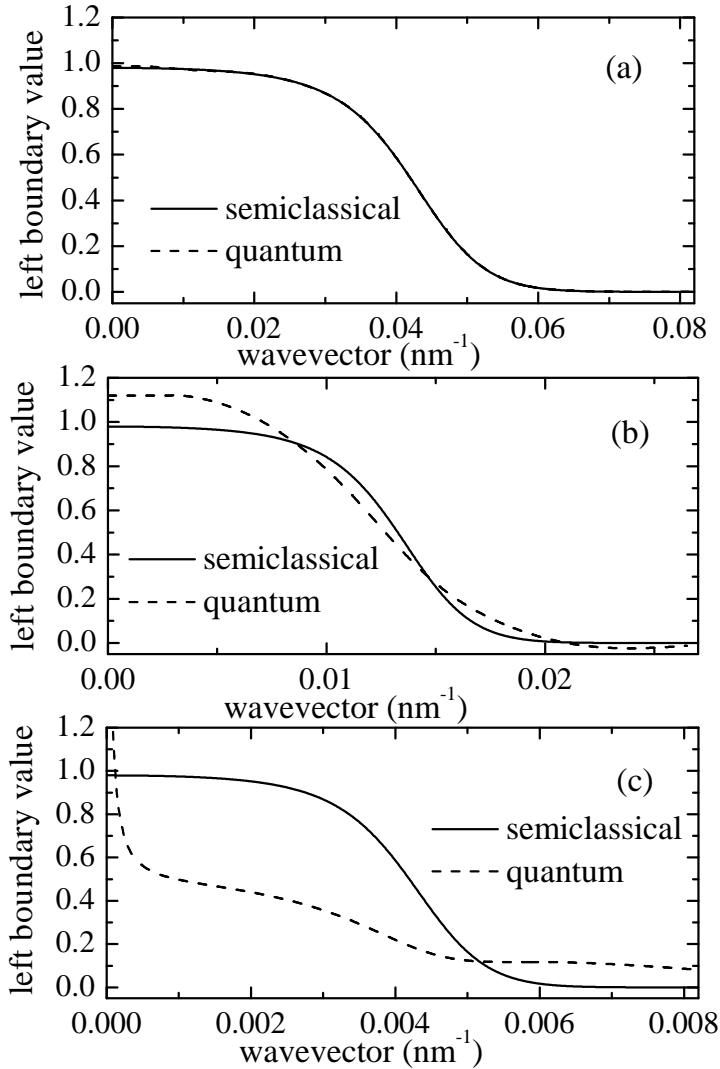 1.2
1.0
0.8
0.6
0.4
0.2
0.0
left boundary value
(a)
semiclassical
quantum
0.00 0.02 0.04 0.06 0.08
wavevector (nm-1)
1.2
1.0
0.8
0.6
0.4
0.2
0.0
left boundary value
(b)
semiclassical
quantum
0.00 0.01 0.02
wavevector (nm-1)
1.2
1.0
0.8
0.6
0.4
0.2
0.0
left boundary value
(c)
semiclassical
quantum
0.000 0.002 0.004 0.006 0.008
wavevector (nm-1)